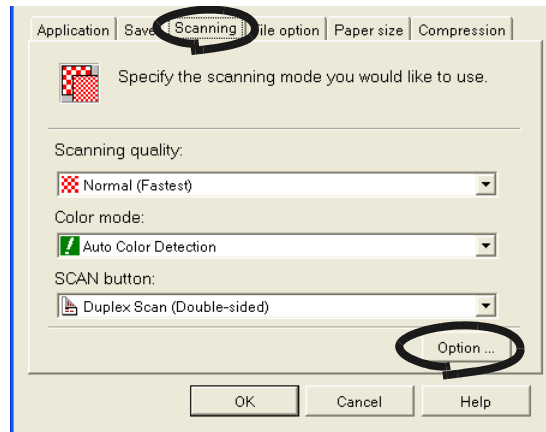 Application Save Scanning ile option Paper size Compression
Specify the scanning mode you would like to use.
Scanning quality:
Normal (Fastest)
Color mode:
Auto Color Detection
SCAN button:
Duplex Scan (Double-sided)
Option ...
OK Cancel Help